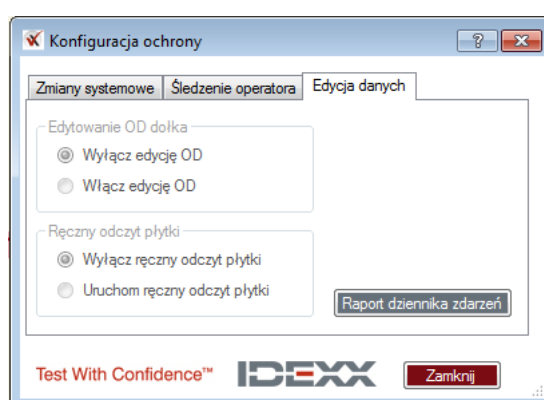 Konfiguracja ochrony
Zmiany systemowe Śledzenie operatora Edycja danych
Edytowanie OD dołka
Wyłącz edycję OD
Włącz edycję OD
Ręczny odczyt płytki
Wyłącz ręczny odczyt płytki
Uruchom ręczny odczyt płytki
Raport dziennika zdarzeń
Test With Confidence™ IDEXX Zamknij